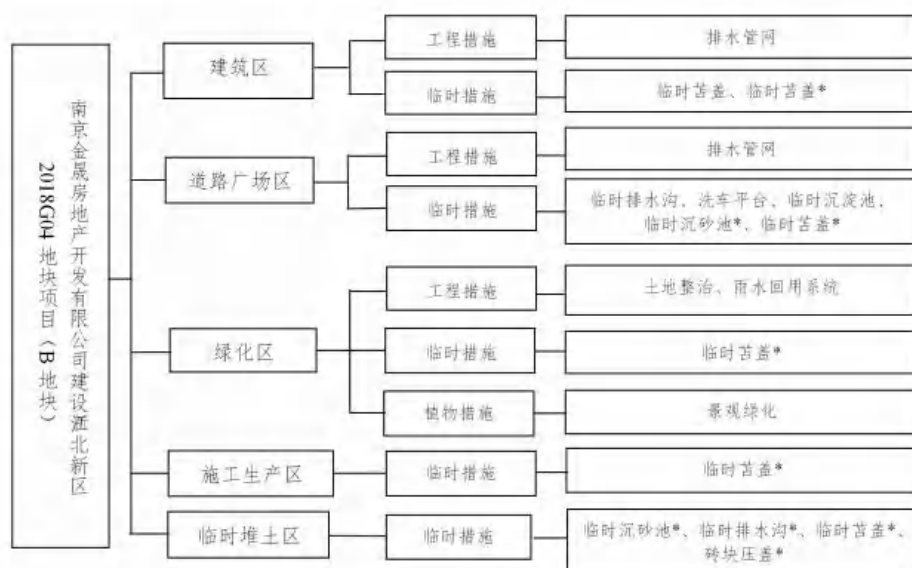 南京金晟房地产开发有限公司建设江北新区
2018G04 地块项目（B 地块）
建筑区
工程措施
排水管网
临时措施
临时苫盖、临时苫盖*
道路广场区
工程措施
排水管网
临时措施
临时排水沟、洗车平台、临时沉淀池、
临时沉砂池*、临时苫盖*
绿化区
工程措施
土地整治、雨水回用系统
临时措施
临时苫盖*
植物措施
景观绿化
施工生产区
临时措施
临时苫盖*
临时堆土区
临时措施
临时沉砂池*、临时排水沟*、临时苫盖*、
砖块压盖*